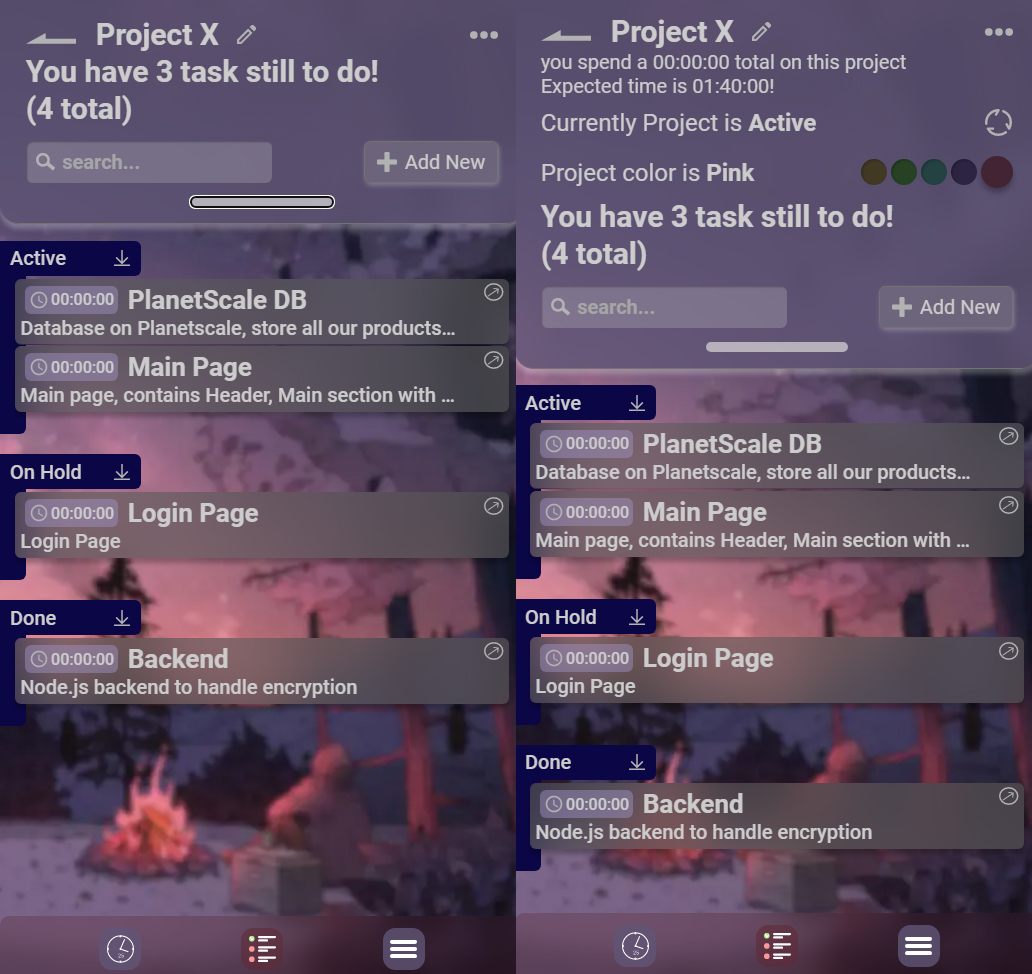 Project X
You have 3 task still to do!
(4 total)
search...
Add New
Active
00:00:00 PlanetScale DB
Database on Planetscale, store all our products...
00:00:00 Main Page
Main page, contains Header, Main section with ...
On Hold
00:00:00 Login Page
Login Page
Done
00:00:00 Backend
Node.js backend to handle encryption
Project X
you spend a 00:00:00 total on this project
Expected time is 01:40:00!
Currently Project is Active
Project color is Pink
You have 3 task still to do!
(4 total)
search...
Add New
Active
00:00:00 PlanetScale DB
Database on Planetscale, store all our products...
00:00:00 Main Page
Main page, contains Header, Main section with ...
On Hold
00:00:00 Login Page
Login Page
Done
00:00:00 Backend
Node.js backend to handle encryption